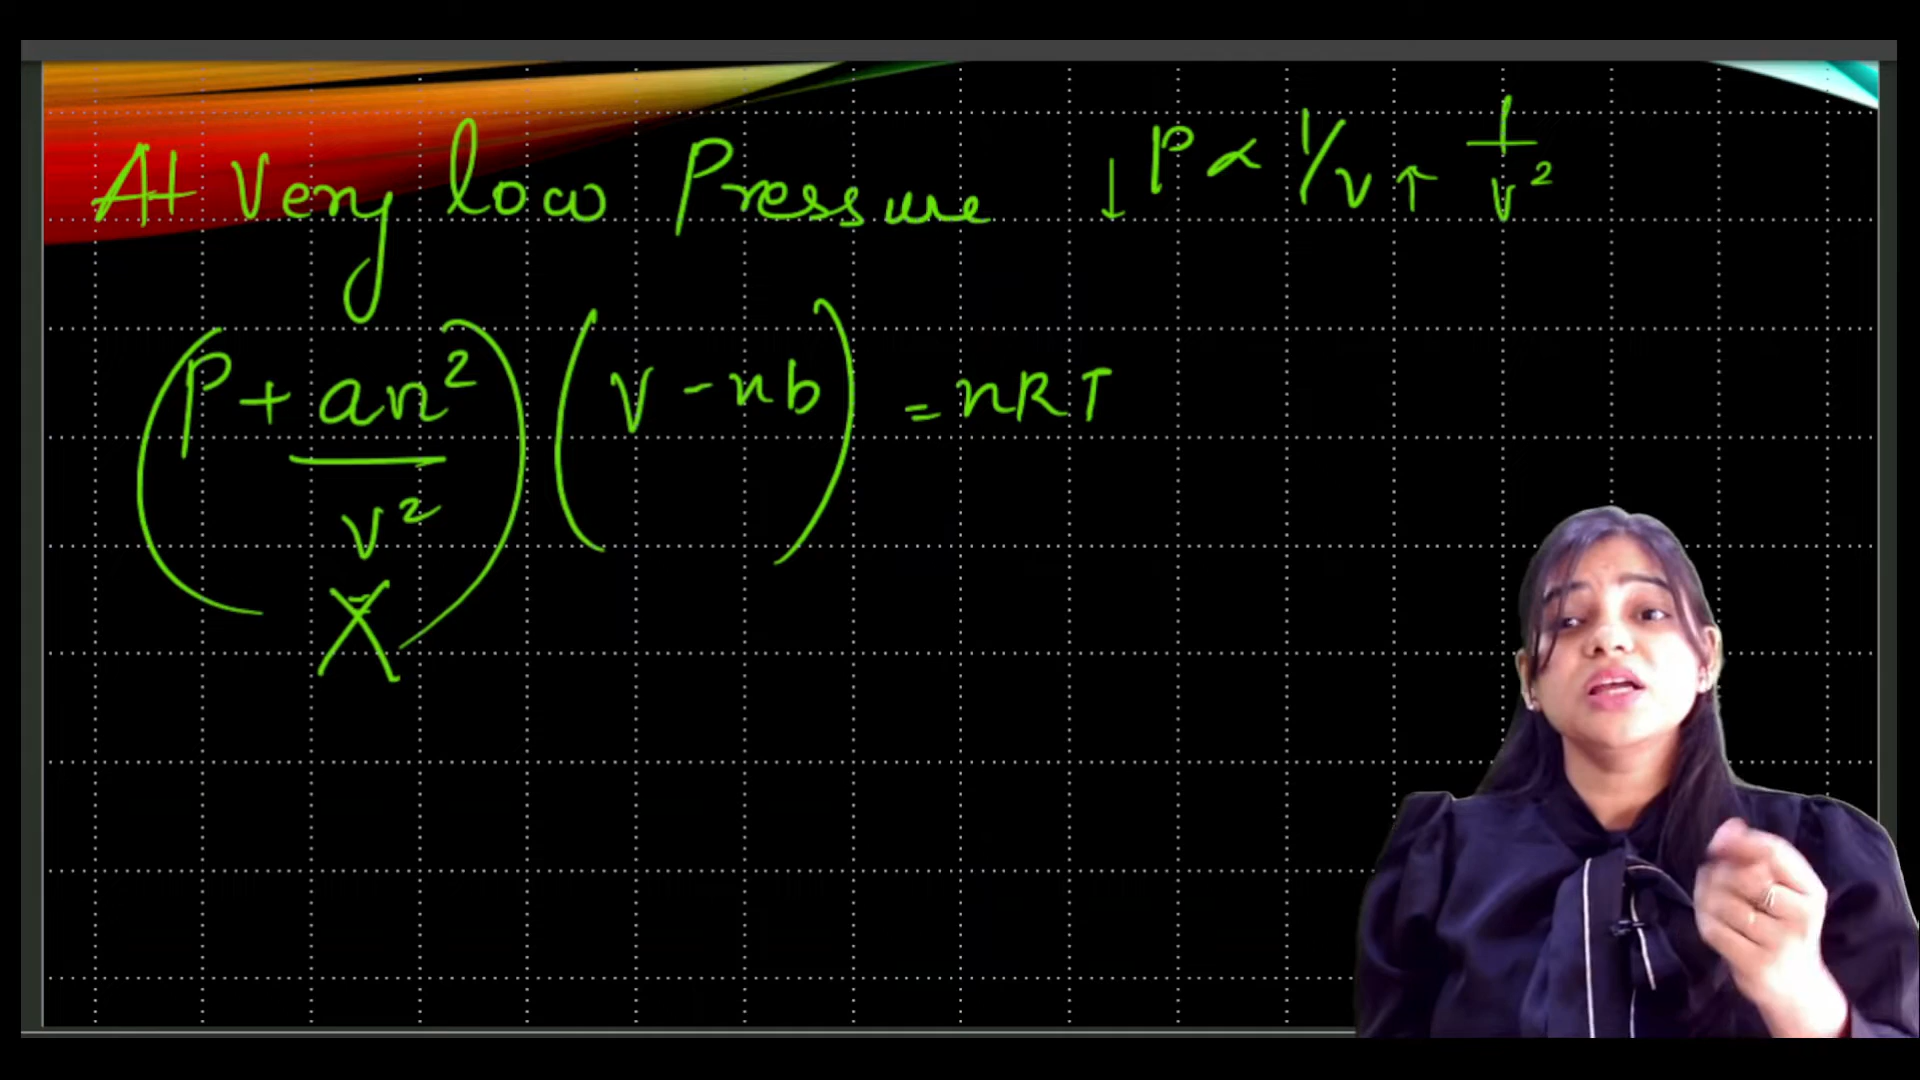 At Very low Pressure ↓ P ∝ 1/V ↑ 1/V²
(P + an²/V²) (V - nb) = nRT
X